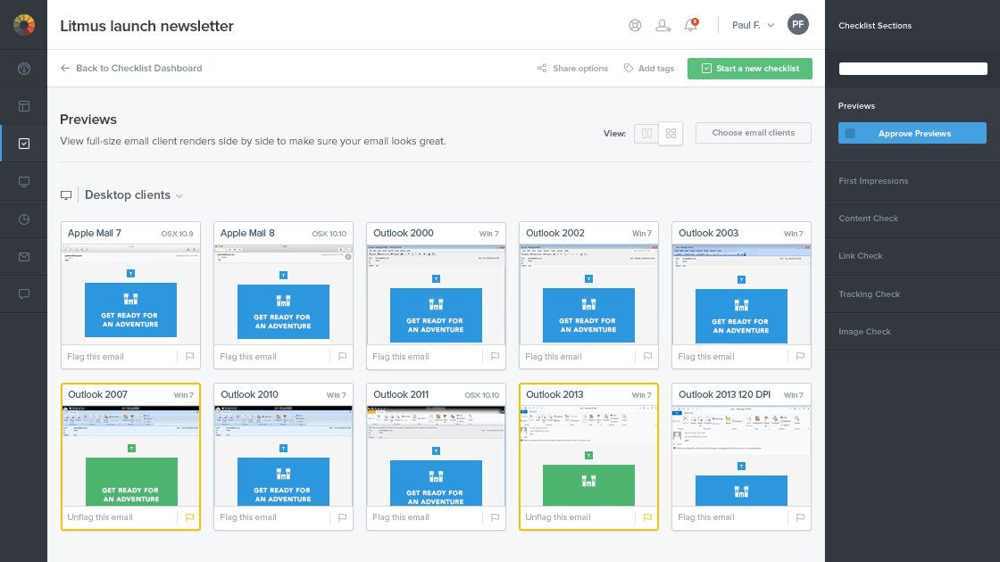 Litmus launch newsletter
8
Paul F.
PF
Checklist Sections
Back to Checklist Dashboard
Share options
Add tags
Start a new checklist
Previews
View full-size email client renders side by side to make sure your email looks great.
View:
Choose email clients
Previews
Approve Previews
First Impressions
Content Check
Link Check
Tracking Check
Image Check
Desktop clients
Apple Mail 7 OSX 10.9
GET READY FOR
AN ADVENTURE
Flag this email
Apple Mail 8 OSX 10.10
GET READY FOR
AN ADVENTURE
Flag this email
Outlook 2000 Win 7
GET READY FOR
AN ADVENTURE
Flag this email
Outlook 2002 Win 7
GET READY FOR
AN ADVENTURE
Flag this email
Outlook 2003 Win 7
GET READY FOR
AN ADVENTURE
Flag this email
Outlook 2007 Win 7
GET READY FOR
AN ADVENTURE
Unflag this email
Outlook 2010 Win 7
GET READY FOR
AN ADVENTURE
Flag this email
Outlook 2011 OSX 10.10
GET READY FOR
AN ADVENTURE
Flag this email
Outlook 2013 Win 7
Unflag this email
Outlook 2013 120 DPI Win 7
Flag this email